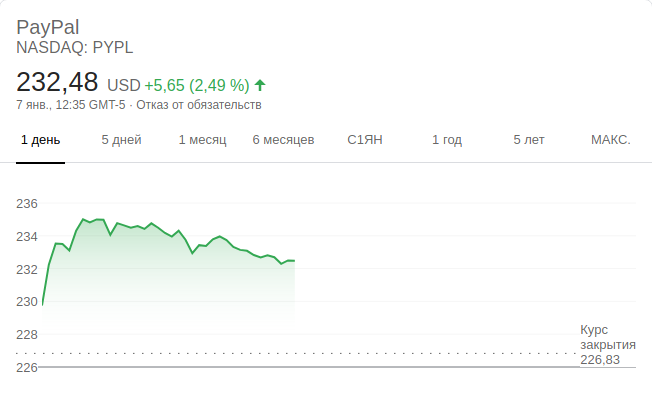 PayPal
NASDAQ: PYPL
232,48 USD +5,65 (2,49 %)
7 янв., 12:35 GMT-5 · Отказ от обязательств
1 день 5 дней 1 месяц 6 месяцев С1ЯН 1 год 5 лет МАКС.
236
234
232
230
228
Курс
закрытия
226,83
226